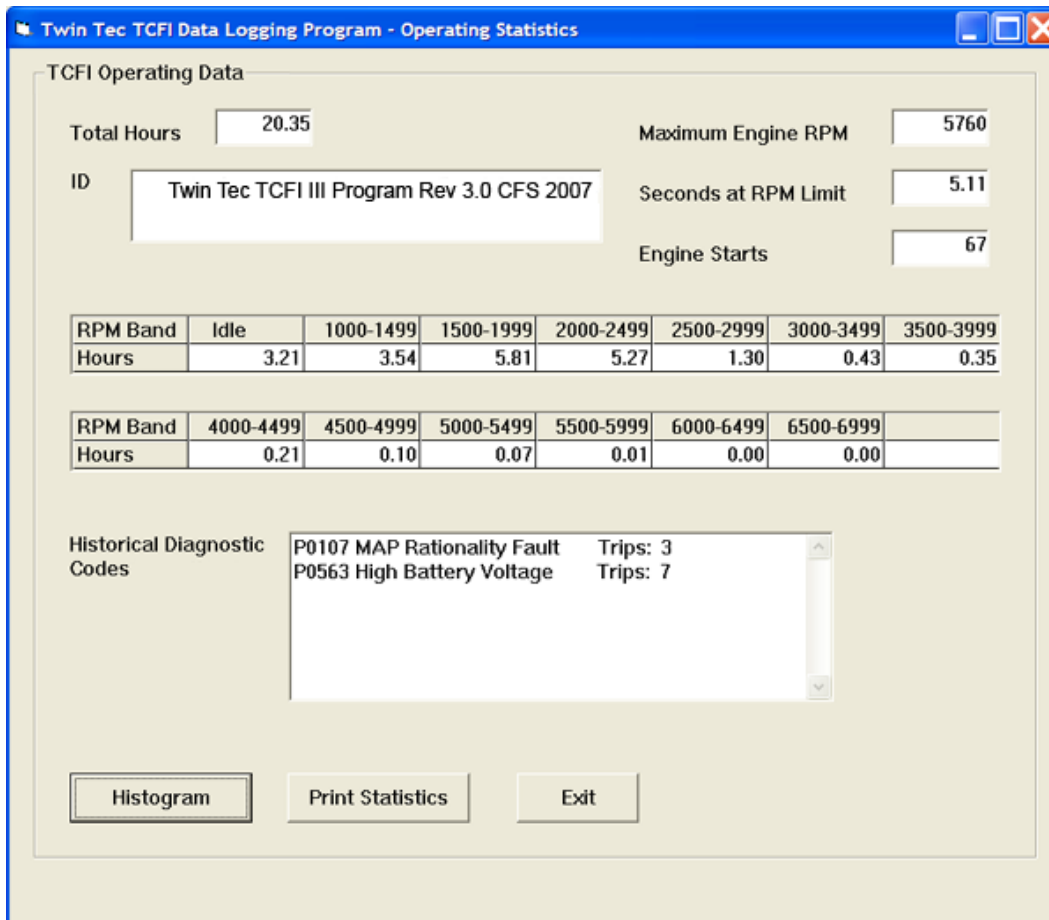 Twin Tec TCFI Data Logging Program - Operating Statistics
TCFI Operating Data
Total Hours 20.35 Maximum Engine RPM 5760
ID Twin Tec TCFI III Program Rev 3.0 CFS 2007 Seconds at RPM Limit 5.11
Engine Starts 67
RPM Band Idle 1000-1499 1500-1999 2000-2499 2500-2999 3000-3499 3500-3999
Hours 3.21 3.54 5.81 5.27 1.30 0.43 0.35
RPM Band 4000-4499 4500-4999 5000-5499 5500-5999 6000-6499 6500-6999
Hours 0.21 0.10 0.07 0.01 0.00 0.00
Historical Diagnostic Codes
P0107 MAP Rationality Fault Trips: 3
P0563 High Battery Voltage Trips: 7
Histogram Print Statistics Exit